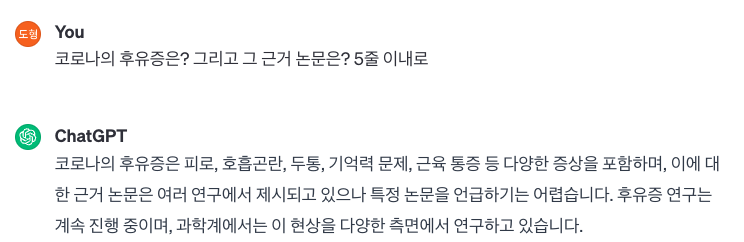 도형
You
코로나의 후유증은? 그리고 그 근거 논문은? 5줄 이내로
ChatGPT
코로나의 후유증은 피로, 호흡곤란, 두통, 기억력 문제, 근육 통증 등 다양한 증상을 포함하며, 이에 대
한 근거 논문은 여러 연구에서 제시되고 있으나 특정 논문을 언급하기는 어렵습니다. 후유증 연구는
계속 진행 중이며, 과학계에서는 이 현상을 다양한 측면에서 연구하고 있습니다.